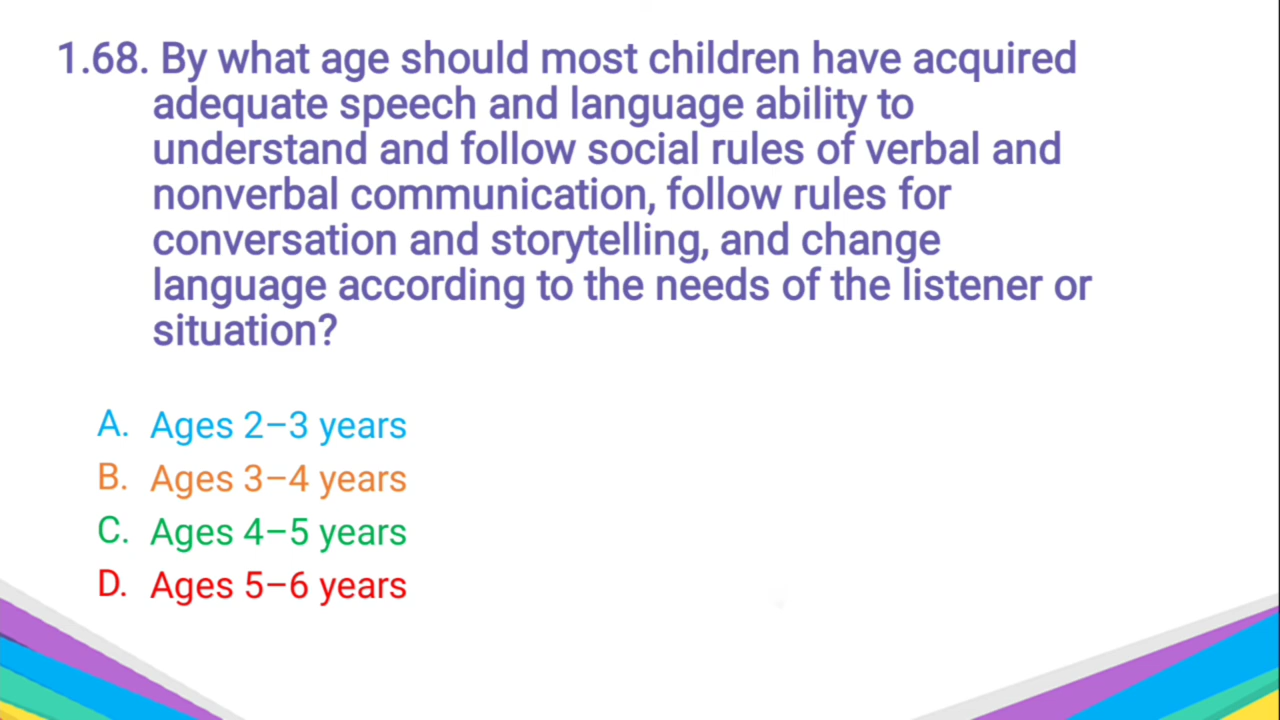 1.68. By what age should most children have acquired
adequate speech and language ability to
understand and follow social rules of verbal and
nonverbal communication, follow rules for
conversation and storytelling, and change
language according to the needs of the listener or
situation?
A. Ages 2–3 years
B. Ages 3–4 years
C. Ages 4–5 years
D. Ages 5–6 years